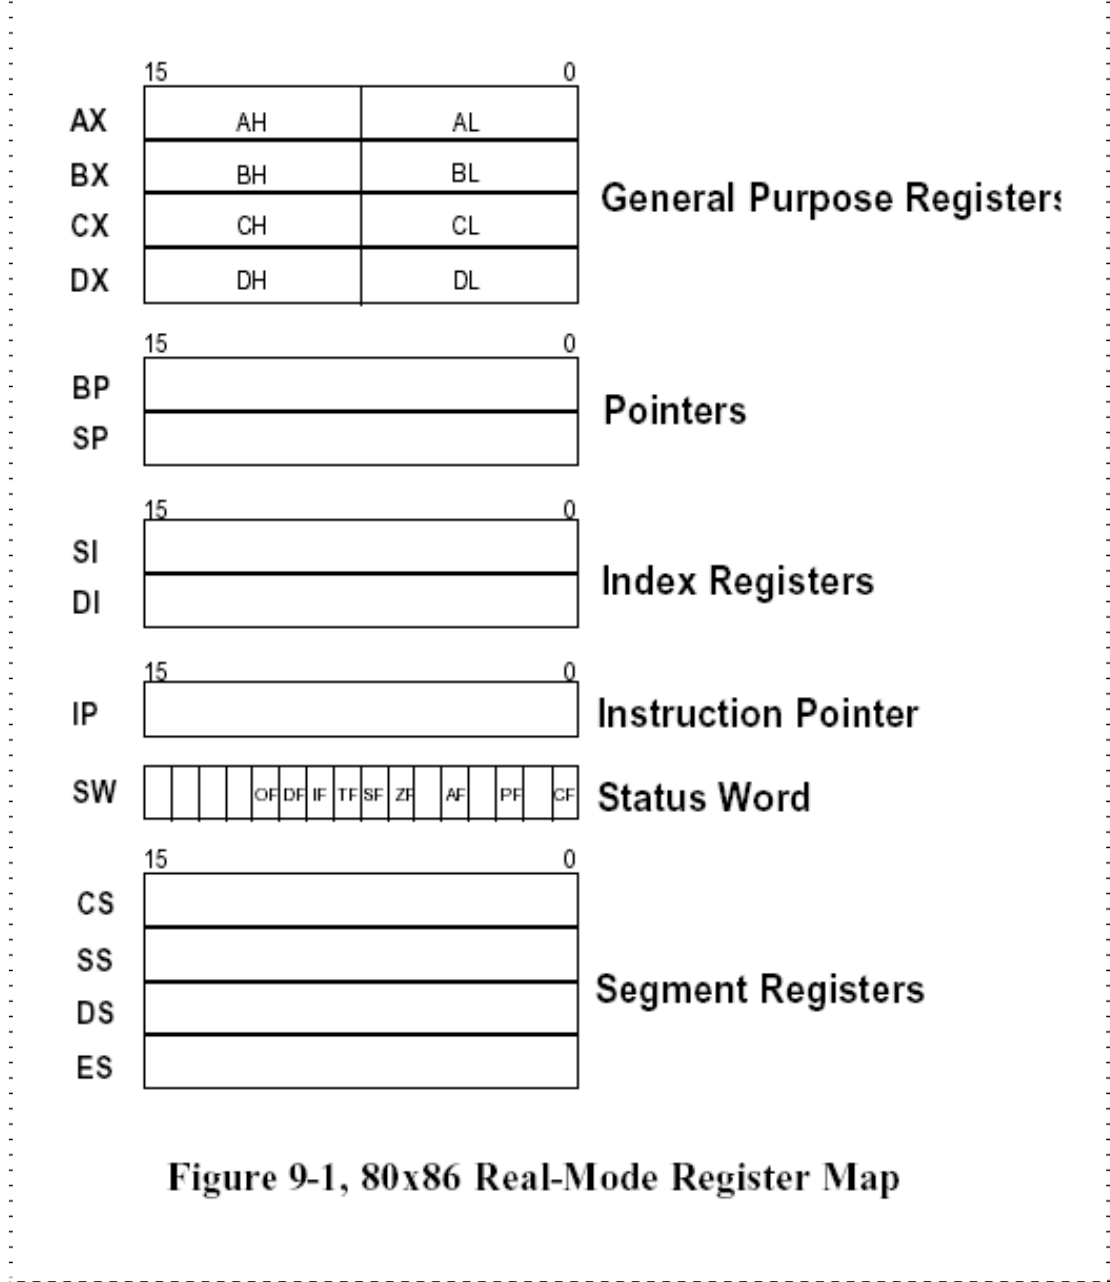 15 0
AX AH AL
BX BH BL
General Purpose Registers
CX CH CL
DX DH DL
15 0
BP
Pointers
SP
15 0
SI
Index Registers
DI
15 0
IP Instruction Pointer
SW OF DF IF TF SF ZF AF PF CF Status Word
15 0
CS
SS
Segment Registers
DS
ES
Figure 9-1, 80x86 Real-Mode Register Map